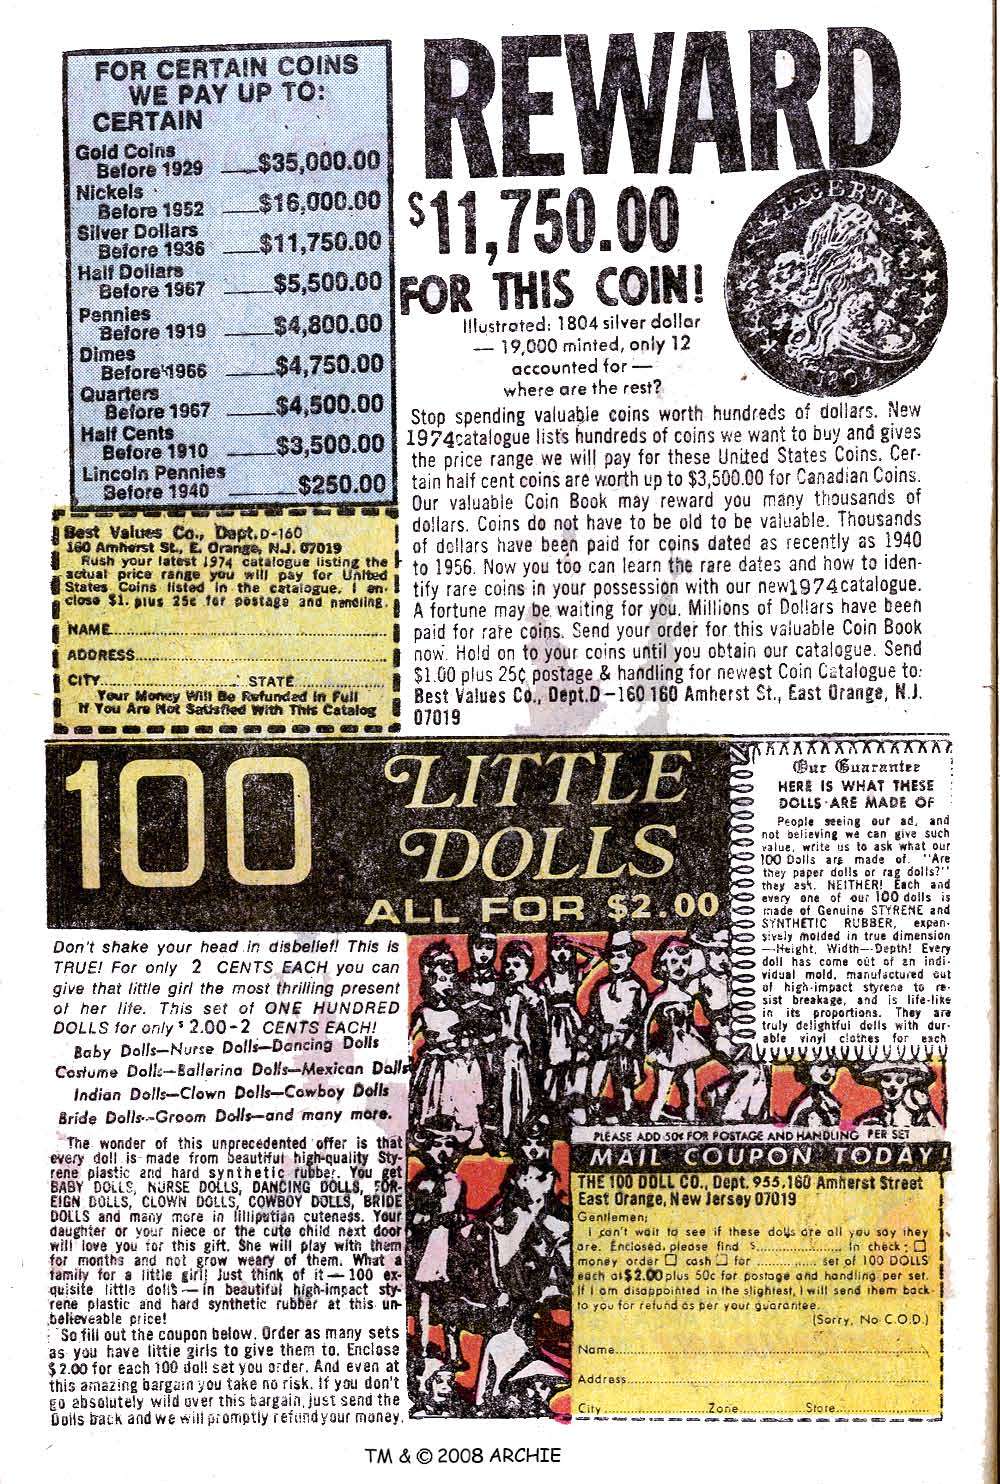 FOR CERTAIN COINS
WE PAY UP TO:
CERTAIN
Gold Coins
Before 1929 $35,000.00
Nickels
Before 1952 $16,000.00
Silver Dollars
Before 1936 $11,750.00
Half Dollars
Before 1967 $5,500.00
Pennies
Before 1919 $4,800.00
Dimes
Before 1966 $4,750.00
Quarters
Before 1967 $4,500.00
Half Cents
Before 1910 $3,500.00
Lincoln Pennies
Before 1940 $250.00
Best Values Co., Dept. D-160
160 Amherst St., E. Orange, N.J. 07019
Rush your latest 1974 catalogue listing the
actual price range you will pay for United
States Coins listed in the catalogue. I en-
close $1. plus 25c for postage and handling.
NAME
ADDRESS
CITY STATE
Your Money Will Be Refunded In Full
If You Are Not Satisfied With This Catalog
REWARD
$11,750.00
FOR THIS COIN!
LIBERTY
1804
Illustrated: 1804 silver dollar
— 19,000 minted, only 12
accounted for —
where are the rest?
Stop spending valuable coins worth hundreds of dollars. New
1974 catalogue lists hundreds of coins we want to buy and gives
the price range we will pay for these United States Coins. Cer-
tain half cent coins are worth up to $3,500.00 for Canadian Coins.
Our valuable Coin Book may reward you many thousands of
dollars. Coins do not have to be old to be valuable. Thousands
of dollars have been paid for coins dated as recently as 1940
to 1956. Now you too can learn the rare dates and how to iden-
tify rare coins in your possession with our new 1974 catalogue.
A fortune may be waiting for you. Millions of Dollars have been
paid for rare coins. Send your order for this valuable Coin Book
now. Hold on to your coins until you obtain our catalogue. Send
$1.00 plus 25¢ postage & handling for newest Coin Catalogue to:
Best Values Co., Dept. D-160 160 Amherst St., East Orange, N.J.
07019
100 LITTLE
DOLLS
ALL FOR $2.00
Don't shake your head in disbelief! This is
TRUE! For only 2 CENTS EACH you can
give that little girl the most thrilling present
of her life. This set of ONE HUNDRED
DOLLS for only $2.00-2 CENTS EACH!
Baby Dolls—Nurse Dolls—Dancing Dolls
Costume Dolls—Ballerina Dolls—Mexican Dolls
Indian Dolls—Clown Dolls—Cowboy Dolls
Bride Dolls—Groom Dolls—and many more.
The wonder of this unprecedented offer is that
every doll is made from beautiful high-quality Sty-
rene plastic and hard synthetic rubber. You get
BABY DOLLS, NURSE DOLLS, DANCING DOLLS, FOR-
EIGN DOLLS, CLOWN DOLLS, COWBOY DOLLS, BRIDE
DOLLS and many more in lilliputian cuteness. Your
daughter or your niece or the cute child next door
will love you for this gift. She will play with them
for months and not grow weary of them. What a
family for a little girl! Just think of it—100 ex-
quisite little dolls—in beautiful high-impact sty-
rene plastic and hard synthetic rubber at this un-
believeable price!
So fill out the coupon below. Order as many sets
as you have little girls to give them to. Enclose
$2.00 for each 100 doll set you order. And even at
this amazing bargain you take no risk. If you don't
go absolutely wild over this bargain, just send the
Dolls back and we will promptly refund your money.
Our Guarantee
HERE IS WHAT THESE
DOLLS ARE MADE OF
People seeing our ad, and
not believing we can give such
value, write us to ask what our
100 Dolls are made of. "Are
they paper dolls or rag dolls?"
they ask. NEITHER! Each and
every one of our 100 dolls is
made of Genuine STYRENE and
SYNTHETIC RUBBER, expen-
sively molded in true dimension
—Height, Width—Depth! Every
doll has come out of an indi-
vidual mold, manufactured out
of high-impact styrene to re-
sist breakage, and is life-like
in its proportions. They are
truly delightful dolls with dur-
able vinyl clothes for each
PLEASE ADD 50¢ FOR POSTAGE AND HANDLING PER SET
MAIL COUPON TODAY!
THE 100 DOLL CO., Dept. 955, 160 Amherst Street
East Orange, New Jersey 07019
Gentlemen;
I can't wait to see if these dolls are all you say they
are. Enclosed please find $ in check;
money order cash for set of 100 DOLLS
each at $2.00 plus 50c for postage and handling per set.
If I am disappointed in the slightest, I will send them back
to you for refund as per your guarantee.
(Sorry, No C.O.D.)
Name
Address
City Zone State
TM & © 2008 ARCHIE